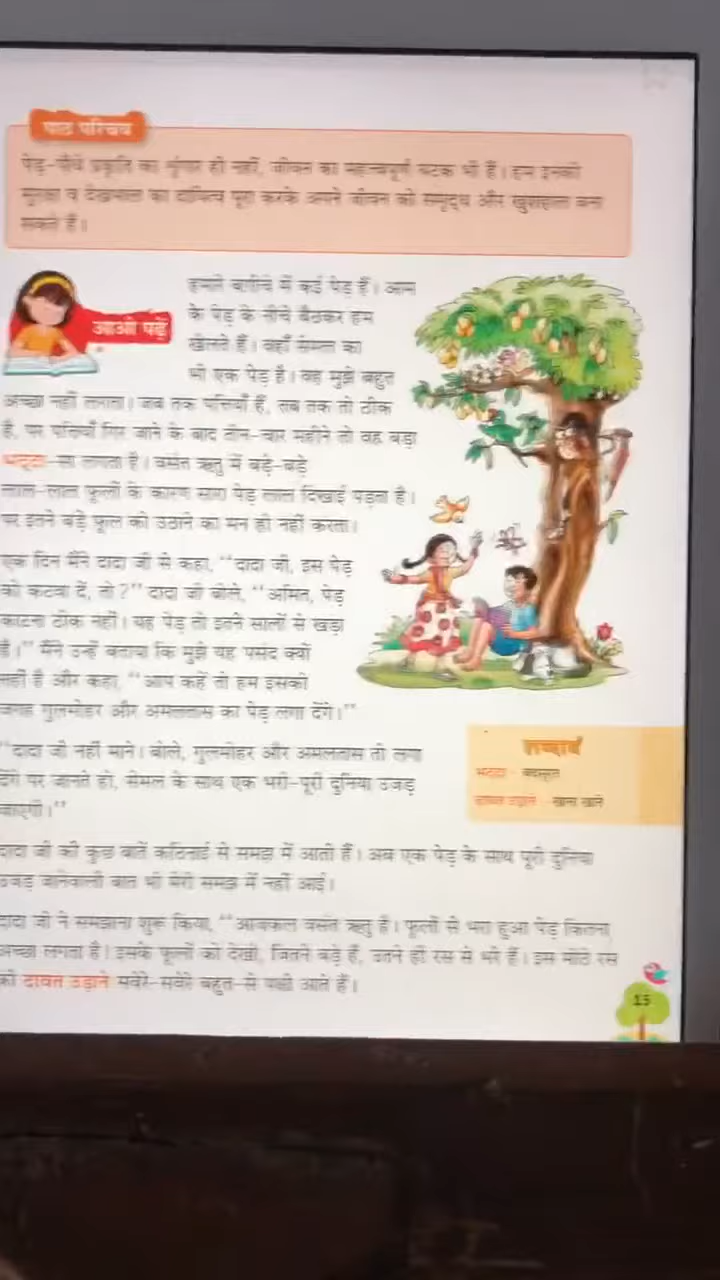 पाठ परिचय
पेड़-पौधे प्रकृति का शृंगार ही नहीं, जीवन का महत्वपूर्ण घटक भी हैं। हम इनकी
सुरक्षा व देखभाल का दायित्व पूरा करके अपने जीवन को समृद्ध और खुशहाल बना
सकते हैं।
आओ पढ़ें
हमारे बागीचे में कई पेड़ हैं। आम
के पेड़ के नीचे बैठकर हम
खेलते हैं। वहाँ सेमल का
भी एक पेड़ है। वह मुझे बहुत
अच्छा नहीं लगता। जब तक पत्तियाँ हैं, तब तक तो ठीक
है, पर पत्तियाँ गिर जाने के बाद तीन-चार महीने तो वह बड़ा
भद्दा-सा लगता है। वसंत ऋतु में बड़े-बड़े
लाल-लाल फूलों के कारण सारा पेड़ लाल दिखाई पड़ता है।
पर इतने बड़े फूल को उठाने का मन ही नहीं करता।
एक दिन मैंने दादा जी से कहा, "दादा जी, इस पेड़
को कटवा दें, तो?" दादा जी बोले, "अमित, पेड़
काटना ठीक नहीं। यह पेड़ तो इतने सालों से खड़ा
है।" मैंने उन्हें बताया कि मुझे यह पसंद क्यों
नहीं है और कहा, "आप कहें तो हम इसकी
जगह गुलमोहर और अमलतास का पेड़ लगा देंगे।"
"दादा जी नहीं माने। बोले, गुलमोहर और अमलतास तो लगा
देंगे पर जानते हो, सेमल के साथ एक भरी-पूरी दुनिया उजड़
जाएगी।"
शब्दार्थ
भद्दा - बदसूरत
दावत उड़ाने - खाना खाने
दादा जी की कुछ बातें कठिनाई से समझ में आती हैं। अब एक पेड़ के साथ पूरी दुनिया
उजड़ जानेवाली बात भी मेरी समझ में नहीं आई।
दादा जी ने समझाना शुरू किया, "आजकल वसंत ऋतु है। फूलों से भरा हुआ पेड़ कितना
अच्छा लगता है। इसके फूलों को देखो, जितने बड़े हैं, उतने ही रस से भरे हैं। इस मीठे रस
की दावत उड़ाने सवेरे-सवेरे बहुत-से पक्षी आते हैं।
15